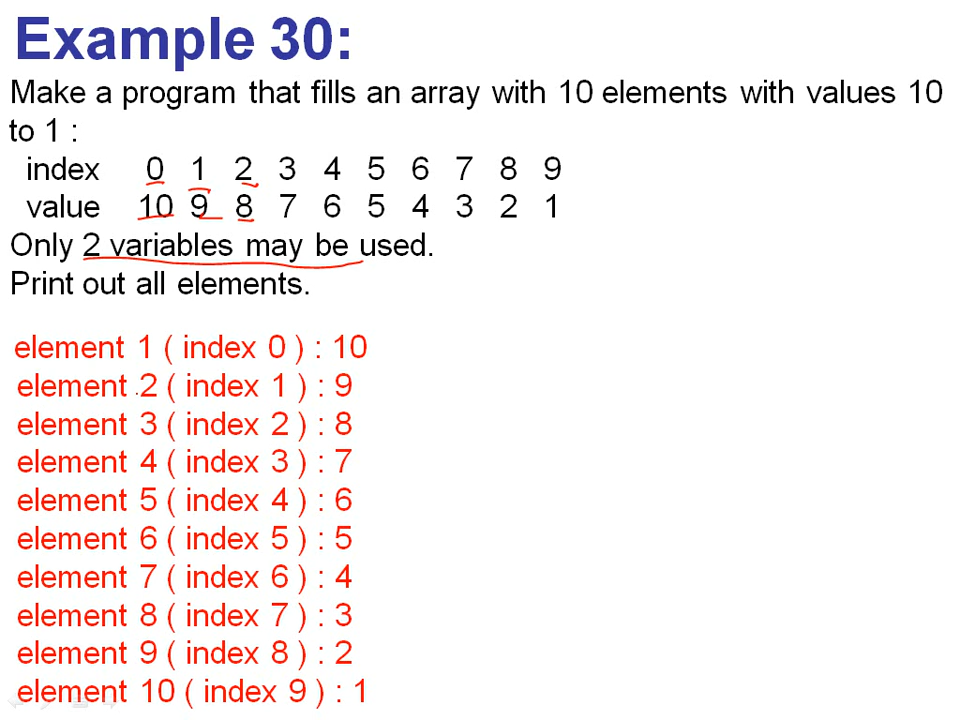 Example 30:
Make a program that fills an array with 10 elements with values 10
to 1 :
index 0 1 2 3 4 5 6 7 8 9
value 10 9 8 7 6 5 4 3 2 1
Only 2 variables may be used.
Print out all elements.
element 1 ( index 0 ) : 10
element 2 ( index 1 ) : 9
element 3 ( index 2 ) : 8
element 4 ( index 3 ) : 7
element 5 ( index 4 ) : 6
element 6 ( index 5 ) : 5
element 7 ( index 6 ) : 4
element 8 ( index 7 ) : 3
element 9 ( index 8 ) : 2
element 10 ( index 9 ) : 1